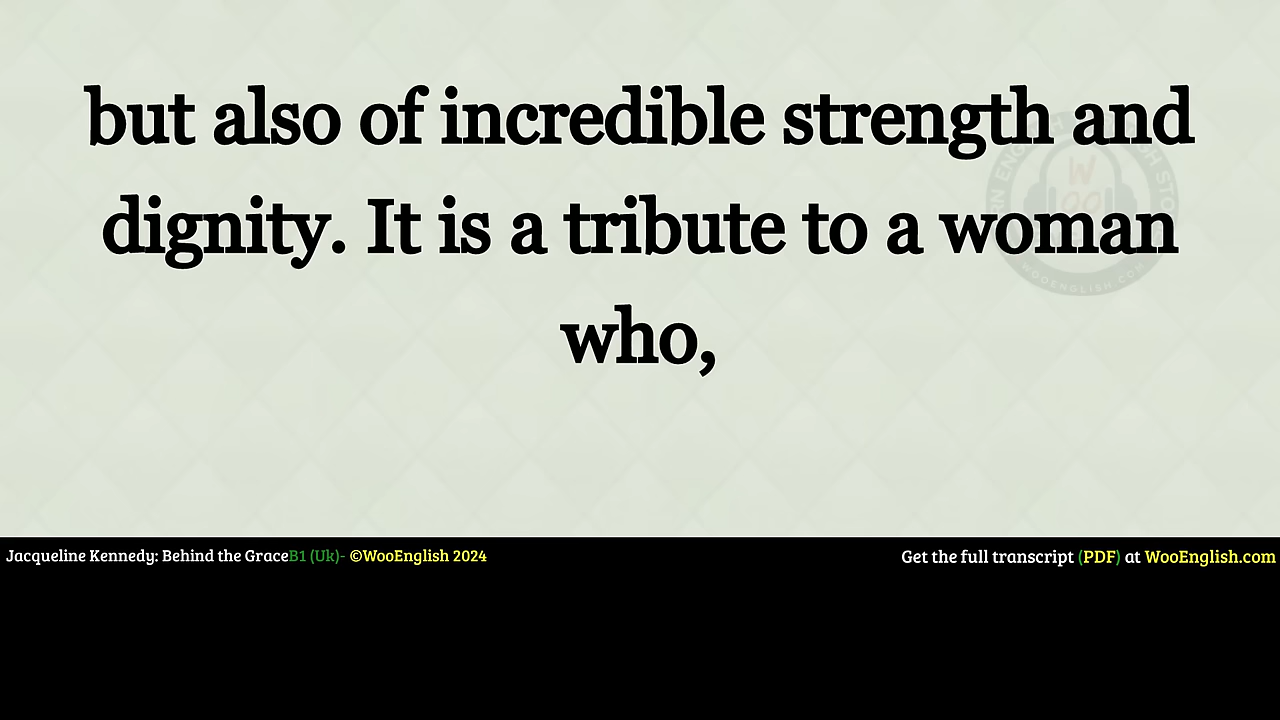 but also of incredible strength and
dignity. It is a tribute to a woman
who,
Jacqueline Kennedy: Behind the GraceB1 (Uk)- ©WooEnglish 2024
Get the full transcript (PDF) at WooEnglish.com